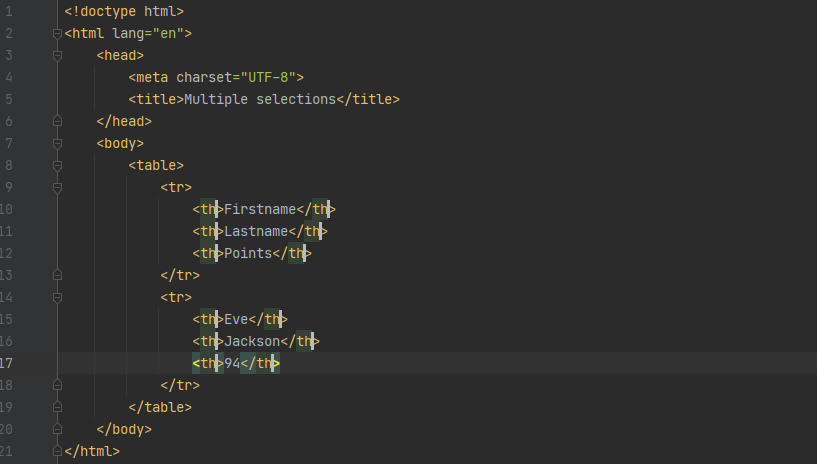 1 <!doctype html>
2 <html lang="en">
3 <head>
4 <meta charset="UTF-8">
5 <title>Multiple selections</title>
6 </head>
7 <body>
8 <table>
9 <tr>
10 <th>Firstname</th>
11 <th>Lastname</th>
12 <th>Points</th>
13 </tr>
14 <tr>
15 <th>Eve</th>
16 <th>Jackson</th>
17 <th>94</th>
18 </tr>
19 </table>
20 </body>
21 </html>